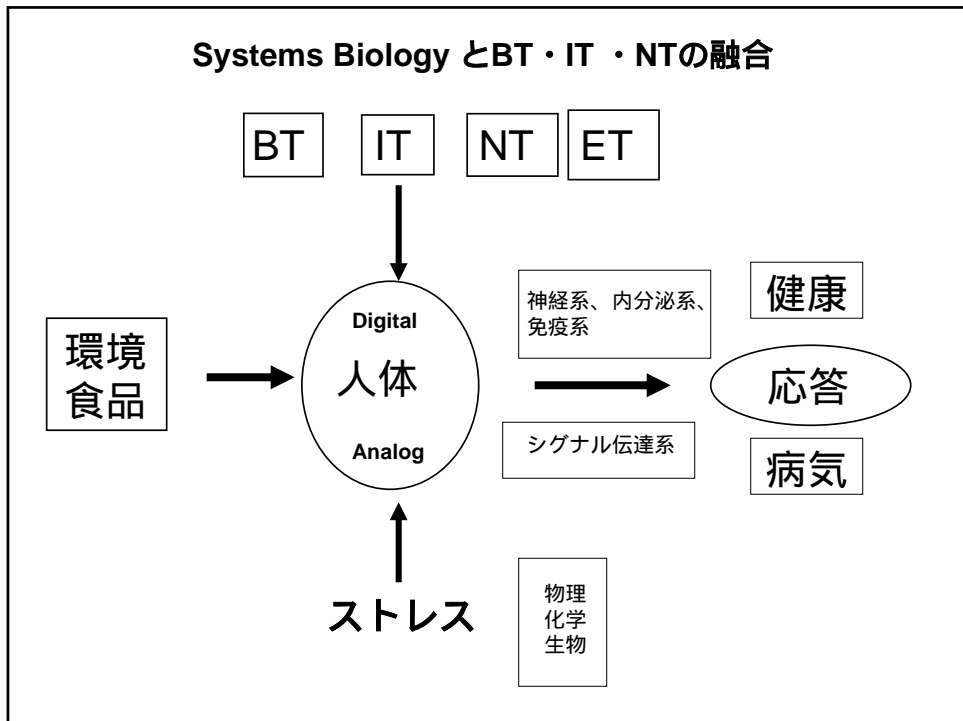 Systems Biology とBT・IT ・NTの融合
BT IT NT ET
環境
食品
Digital
人体
Analog
神経系、内分泌系、
免疫系
シグナル伝達系
健康
応答
病気
ストレス
物理
化学
生物